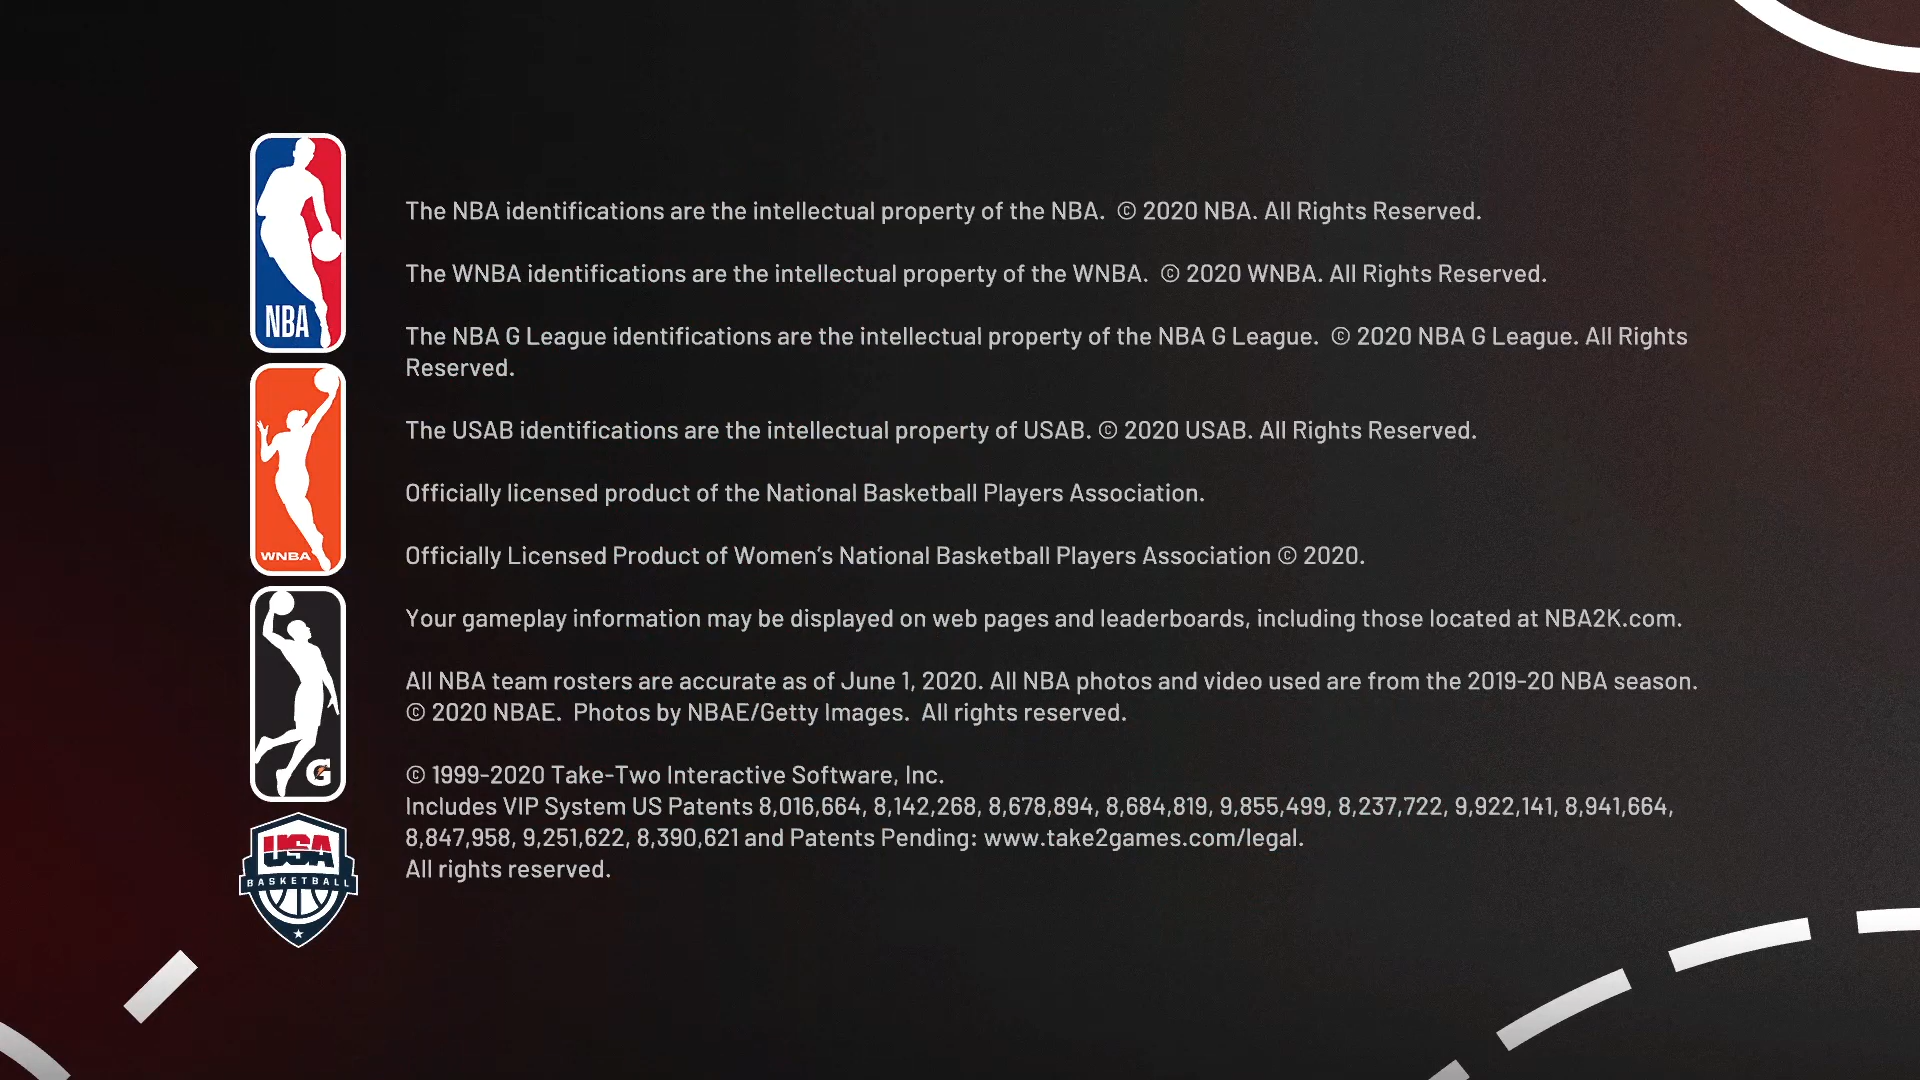 The NBA identifications are the intellectual property of the NBA.  © 2020 NBA. All Rights Reserved.
The WNBA identifications are the intellectual property of the WNBA.  © 2020 WNBA. All Rights Reserved.
The NBA G League identifications are the intellectual property of the NBA G League.  © 2020 NBA G League. All Rights
Reserved.
The USAB identifications are the intellectual property of USAB. © 2020 USAB. All Rights Reserved.
Officially licensed product of the National Basketball Players Association.
Officially Licensed Product of Women’s National Basketball Players Association © 2020.
Your gameplay information may be displayed on web pages and leaderboards, including those located at NBA2K.com.
All NBA team rosters are accurate as of June 1, 2020. All NBA photos and video used are from the 2019-20 NBA season.
© 2020 NBAE.  Photos by NBAE/Getty Images.  All rights reserved.
© 1999-2020 Take-Two Interactive Software, Inc.
Includes VIP System US Patents 8,016,664, 8,142,268, 8,678,894, 8,684,819, 9,855,499, 8,237,722, 9,922,141, 8,941,664,
8,847,958, 9,251,622, 8,390,621 and Patents Pending: www.take2games.com/legal.
All rights reserved.
NBA
WNBA
G
USA
BASKETBALL